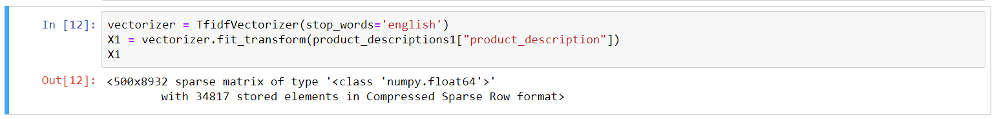 In [12]: vectorizer = TfidfVectorizer(stop_words='english')
X1 = vectorizer.fit_transform(product_descriptions1["product_description"])
X1
Out[12]: <500x8932 sparse matrix of type '<class 'numpy.float64'>'
with 34817 stored elements in Compressed Sparse Row format>